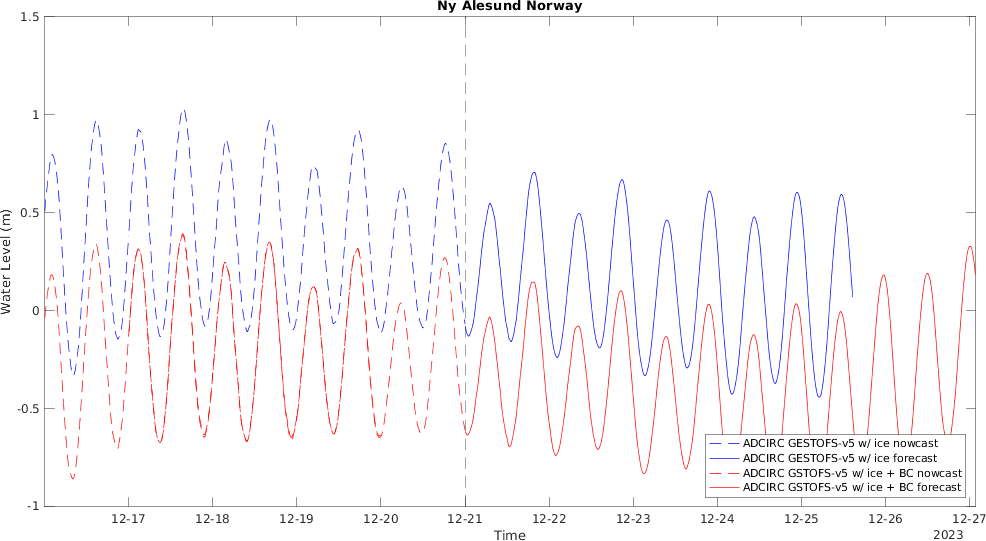 Ny Alesund Norway
1.5
1
0.5
0
-0.5
-1
Water Level (m)
12-17 12-18 12-19 12-20 12-21 12-22 12-23 12-24 12-25 12-26 12-27
Time
2023
ADCIRC GESTOFS-v5 w/ ice nowcast
ADCIRC GESTOFS-v5 w/ ice forecast
ADCIRC GSTOFS-v5 w/ ice + BC nowcast
ADCIRC GSTOFS-v5 w/ ice + BC forecast